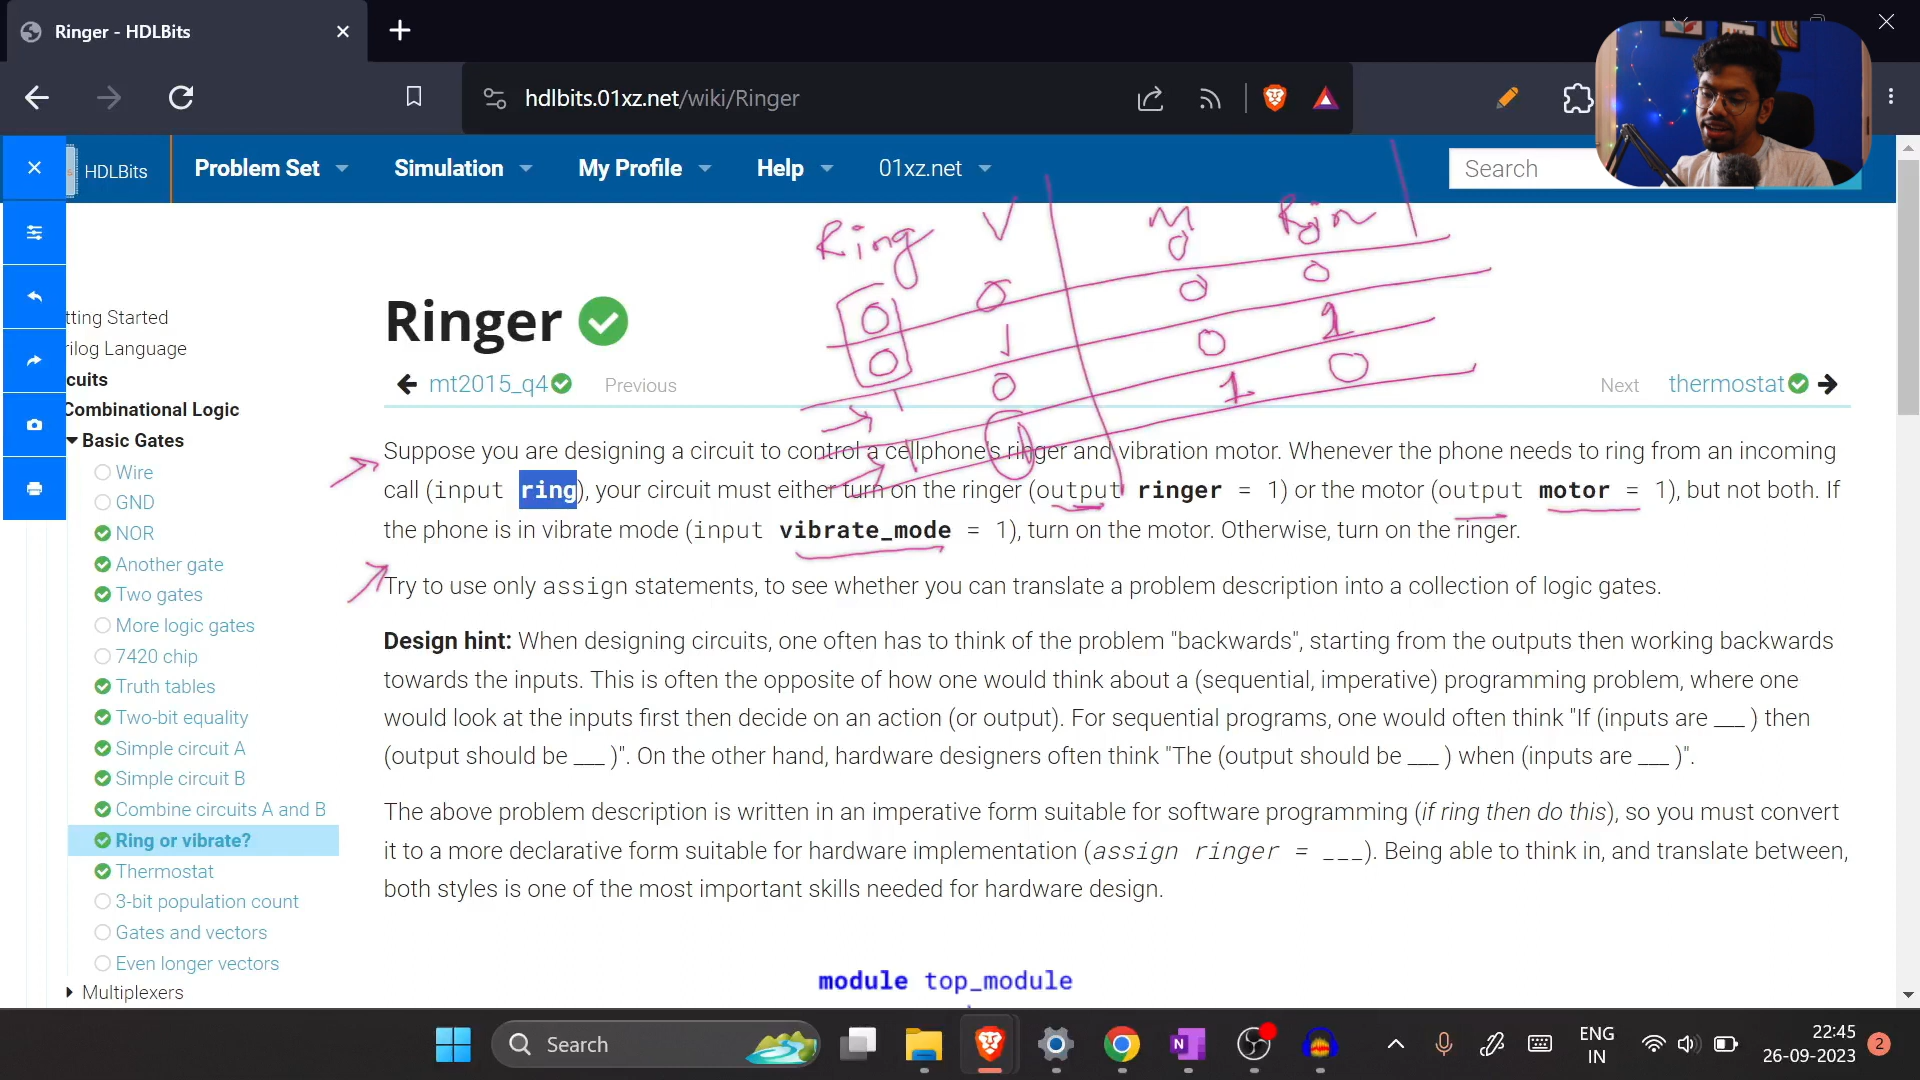 Ringer - HDLBits
hdlbits.01xz.net/wiki/Ringer
HDLBits
Problem Set
Simulation
My Profile
Help
01xz.net
Search
Ring V M Rin
0
0 0 0 0
0 1 0 1
1 0 1 0
1 1
tting Started
rilog Language
cuits
Combinational Logic
Basic Gates
Wire
GND
NOR
Another gate
Two gates
More logic gates
7420 chip
Truth tables
Two-bit equality
Simple circuit A
Simple circuit B
Combine circuits A and B
Ring or vibrate?
Thermostat
3-bit population count
Gates and vectors
Even longer vectors
Multiplexers
Ringer
mt2015_q4 Previous
Next thermostat
Suppose you are designing a circuit to control a cellphone's ringer and vibration motor. Whenever the phone needs to ring from an incoming
call (input ring), your circuit must either turn on the ringer (output ringer = 1) or the motor (output motor = 1), but not both. If
the phone is in vibrate mode (input vibrate_mode = 1), turn on the motor. Otherwise, turn on the ringer.
Try to use only assign statements, to see whether you can translate a problem description into a collection of logic gates.
Design hint: When designing circuits, one often has to think of the problem "backwards", starting from the outputs then working backwards
towards the inputs. This is often the opposite of how one would think about a (sequential, imperative) programming problem, where one
would look at the inputs first then decide on an action (or output). For sequential programs, one would often think "If (inputs are ___ ) then
(output should be ___ )". On the other hand, hardware designers often think "The (output should be ___ ) when (inputs are ___ )".
The above problem description is written in an imperative form suitable for software programming (if ring then do this), so you must convert
it to a more declarative form suitable for hardware implementation (assign ringer = ___). Being able to think in, and translate between,
both styles is one of the most important skills needed for hardware design.
module top_module
Search
ENG
IN
22:45
26-09-2023
2